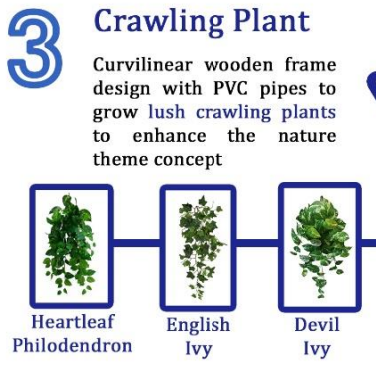 3
Crawling Plant
Curvilinear wooden frame
design with PVC pipes to
grow lush crawling plants
to enhance the nature
theme concept
Heartleaf
Philodendron
English
Ivy
Devil
Ivy